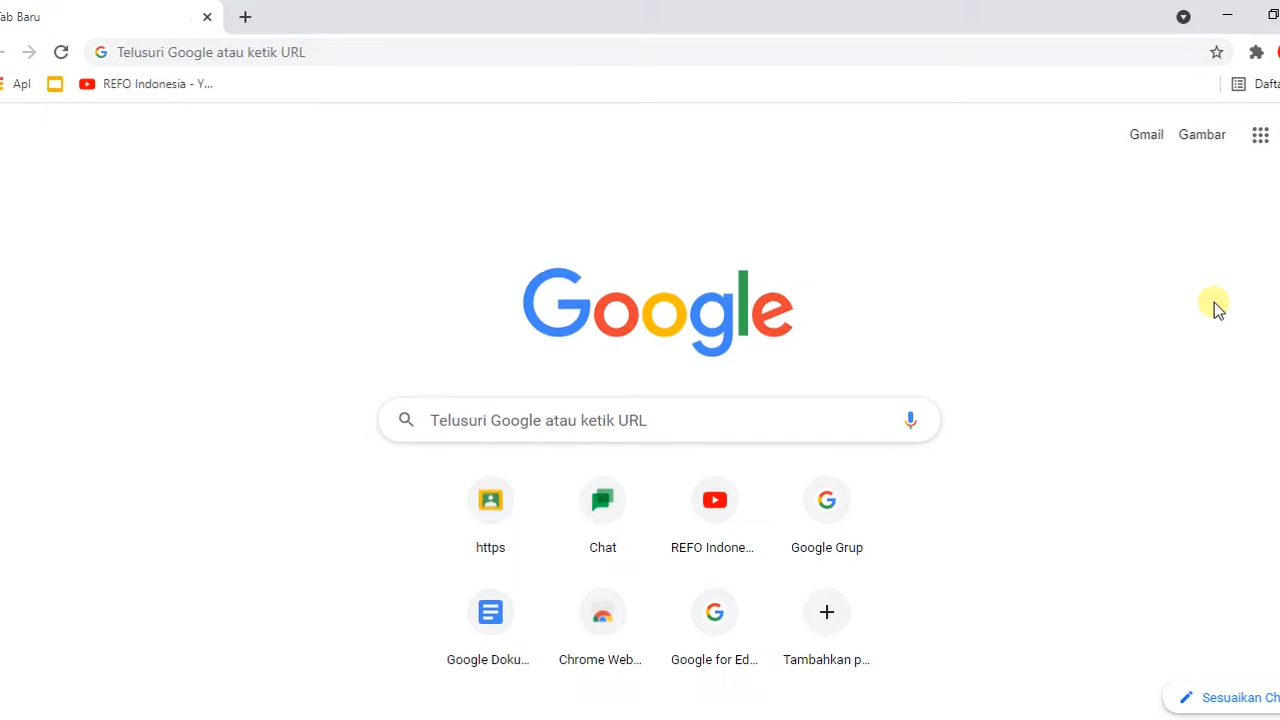 Tab Baru
Telusuri Google atau ketik URL
Apl
REFO Indonesia - Y...
Dafta
Gmail
Gambar
Google
Telusuri Google atau ketik URL
https
Chat
REFO Indone...
Google Grup
Google Doku...
Chrome Web...
Google for Ed...
Tambahkan p...
Sesuaikan Ch